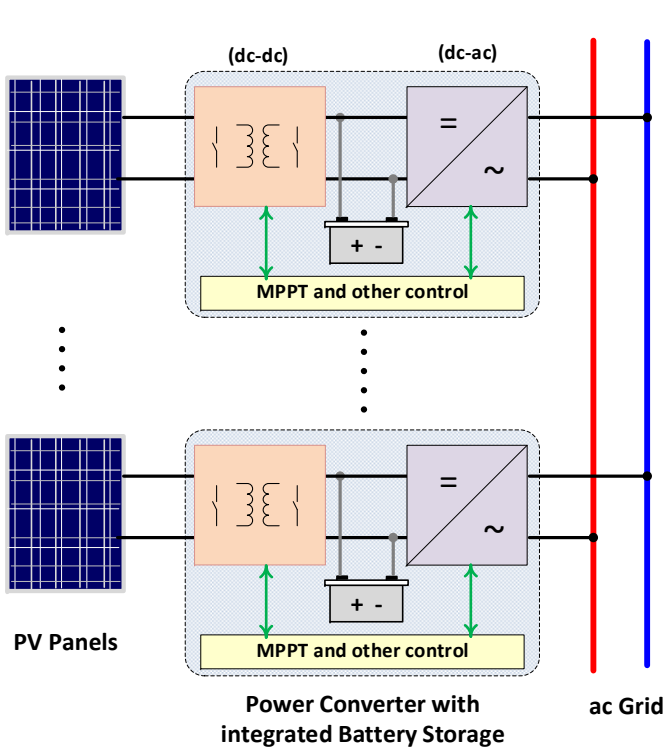 (dc-dc)
(dc-ac)
=
~
+ -
MPPT and other control
=
~
+ -
MPPT and other control
PV Panels
Power Converter with
integrated Battery Storage
ac Grid